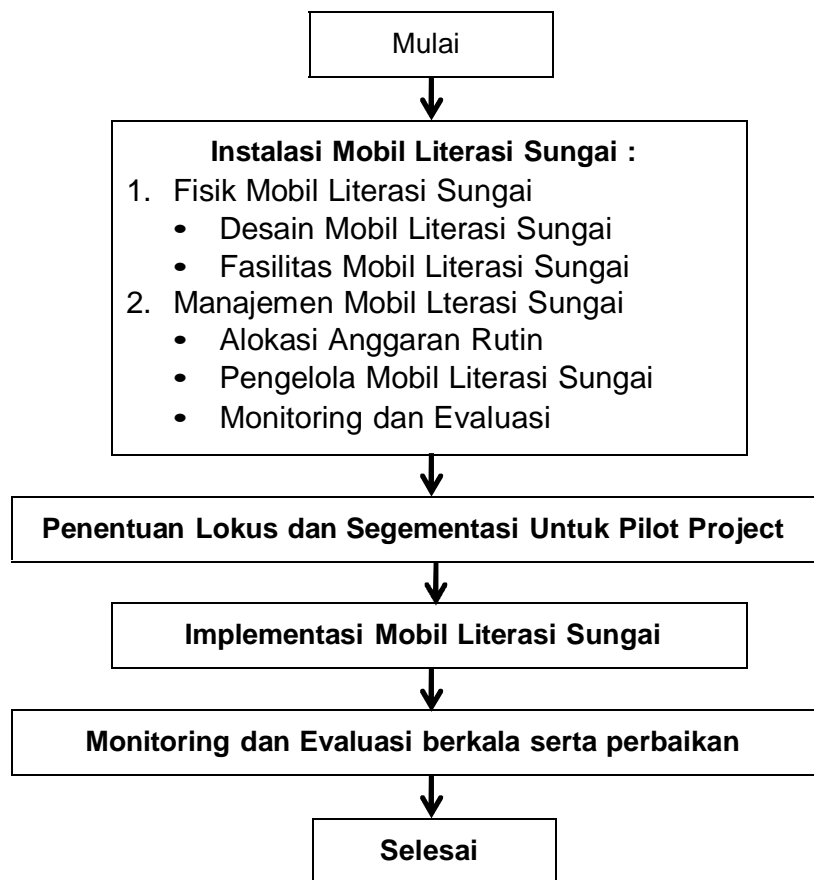 Mulai
Instalasi Mobil Literasi Sungai :
1. Fisik Mobil Literasi Sungai
• Desain Mobil Literasi Sungai
• Fasilitas Mobil Literasi Sungai
2. Manajemen Mobil Lterasi Sungai
• Alokasi Anggaran Rutin
• Pengelola Mobil Literasi Sungai
• Monitoring dan Evaluasi
Penentuan Lokus dan Segementasi Untuk Pilot Project
Implementasi Mobil Literasi Sungai
Monitoring dan Evaluasi berkala serta perbaikan
Selesai